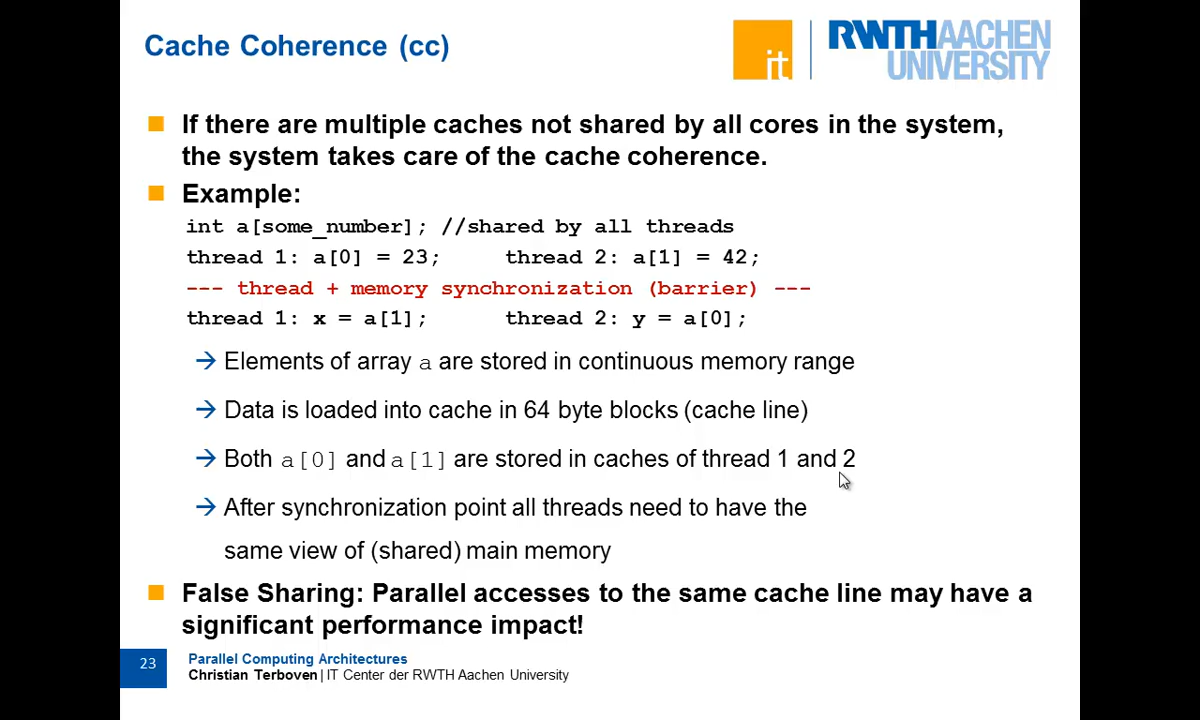 Cache Coherence (cc)
it
RWTHAACHEN
UNIVERSITY
If there are multiple caches not shared by all cores in the system,
the system takes care of the cache coherence.
Example:
int a[some_number]; //shared by all threads
thread 1: a[0] = 23;     thread 2: a[1] = 42;
--- thread + memory synchronization (barrier) ---
thread 1: x = a[1];      thread 2: y = a[0];
→ Elements of array a are stored in continuous memory range
→ Data is loaded into cache in 64 byte blocks (cache line)
→ Both a[0] and a[1] are stored in caches of thread 1 and 2
→ After synchronization point all threads need to have the
same view of (shared) main memory
False Sharing: Parallel accesses to the same cache line may have a
significant performance impact!
23
Parallel Computing Architectures
Christian Terboven | IT Center der RWTH Aachen University